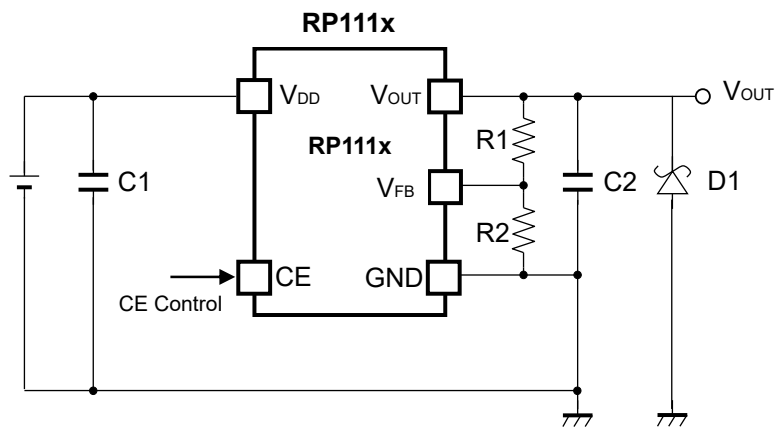 RP111x
VDD
VOUT
VOUT
R1
RP111x
C1
VFB
C2
D1
R2
CE
GND
CE Control